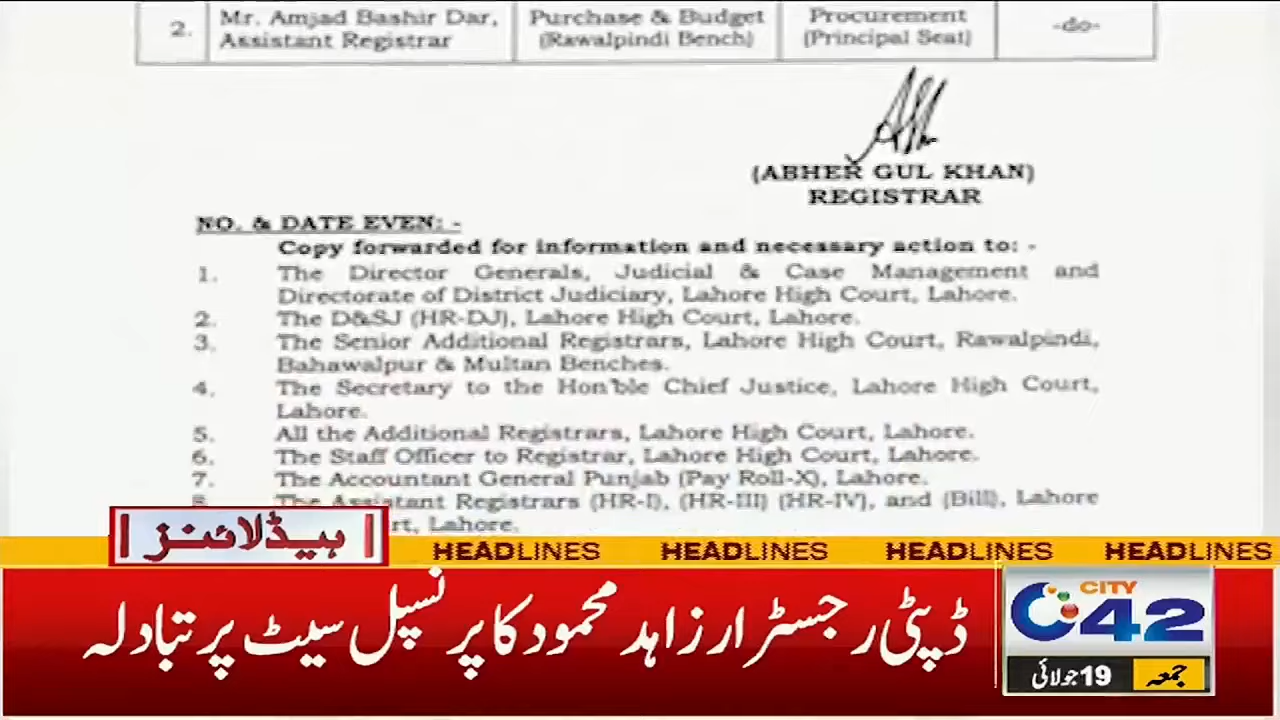 2. Mr. Amjad Bashir Dar, Assistant Registrar Purchase & Budget (Rawalpindi Bench) Procurement (Principal Seat) -do-
(ABHER GUL KHAN)
REGISTRAR
NO. & DATE EVEN: -
Copy forwarded for information and necessary action to: -
1. The Director Generals, Judicial & Case Management and
Directorate of District Judiciary, Lahore High Court, Lahore.
2. The D&SJ (HR-DJ), Lahore High Court, Lahore.
3. The Senior Additional Registrars, Lahore High Court, Rawalpindi,
Bahawalpur & Multan Benches.
4. The Secretary to the Hon'ble Chief Justice, Lahore High Court,
Lahore.
5. All the Additional Registrars, Lahore High Court, Lahore.
6. The Staff Officer to Registrar, Lahore High Court, Lahore.
7. The Accountant General Punjab (Pay Roll-X), Lahore.
8. The Assistant Registrars (HR-I), (HR-III) (HR-IV), and (Bill), Lahore
rt, Lahore.
ہیڈلائنز
HEADLINES HEADLINES HEADLINES HEADLINES
ڈپٹی رجسٹرار زاہد محمود کا پرنسپل سیٹ پر تبادلہ
CITY
42
جمعہ 19 جولائی